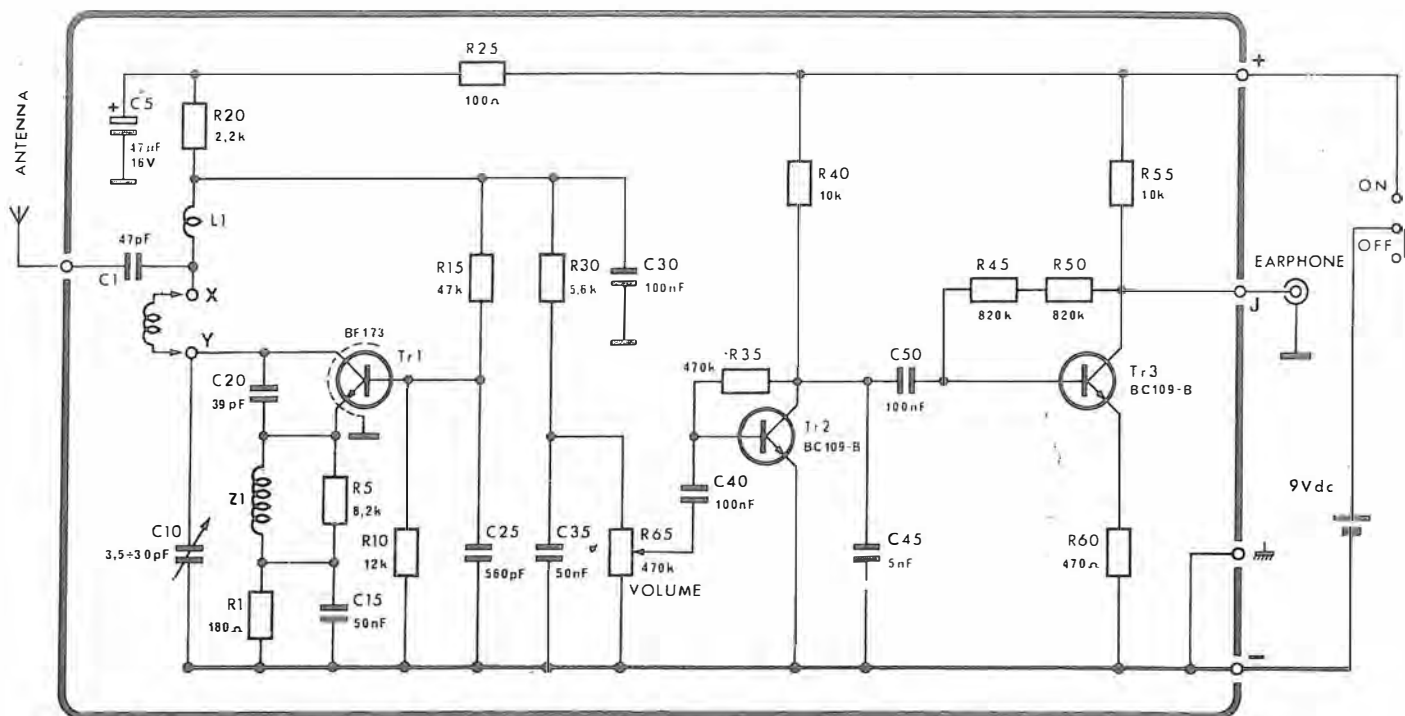 R25
100Ω
+
C5
47µF
16V
R20
2,2k
ANTENNA
R40
10k
R55
10k
ON
OFF
L1
47pF
C1
R15
47k
R30
5,6k
C30
100nF
R45
820k
R50
820k
EARPHONE
J
X
Y
BF173
Tr1
R35
470k
C50
100nF
Tr3
BC109-B
C20
39pF
Tr2
BC109-B
Z1
R5
8,2k
C40
100nF
9Vdc
C10
3,5÷30pF
R10
12k
C25
560pF
C35
50nF
R65
470k
VOLUME
C45
5nF
R60
470Ω
R1
180Ω
C15
50nF
+
−